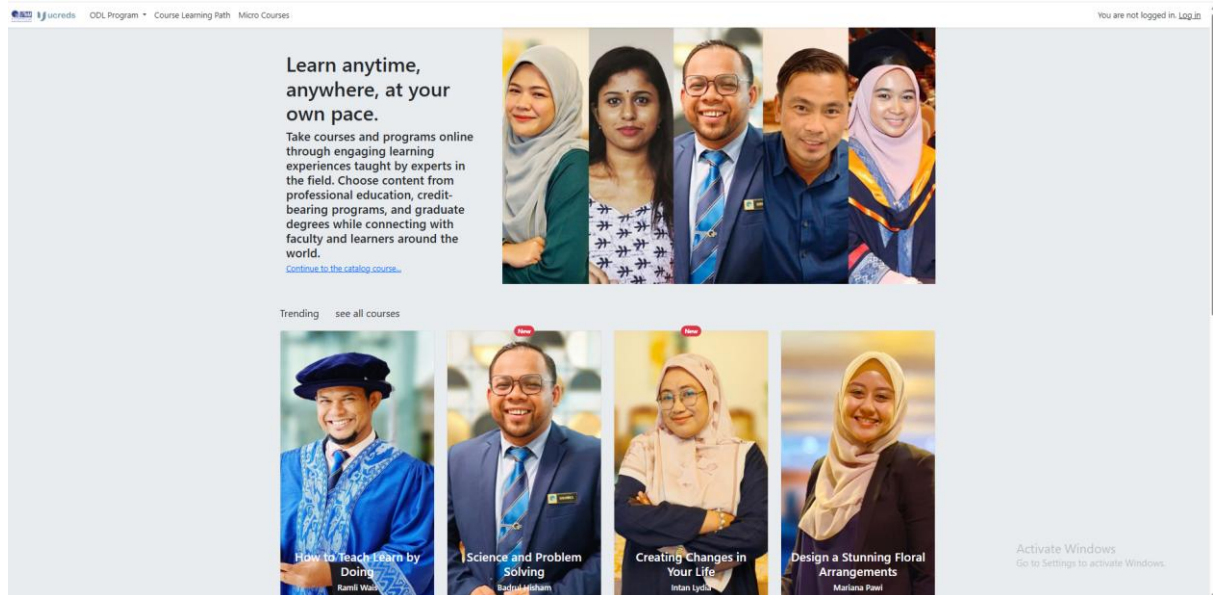 ucreds ODL Program Course Learning Path Micro Courses You are not logged in. Log in
Learn anytime,
anywhere, at your
own pace.
Take courses and programs online
through engaging learning
experiences taught by experts in
the field. Choose content from
professional education, credit-
bearing programs, and graduate
degrees while connecting with
faculty and learners around the
world.
Continue to the catalog course...
Trending see all courses
New
New
How to Teach Learn by
Doing
Ramli Wais
Science and Problem
Solving
Badrul Hisham
Creating Changes in
Your Life
Intan Lydia
Design a Stunning Floral
Arrangements
Mariana Pawi
Activate Windows
Go to Settings to activate Windows.